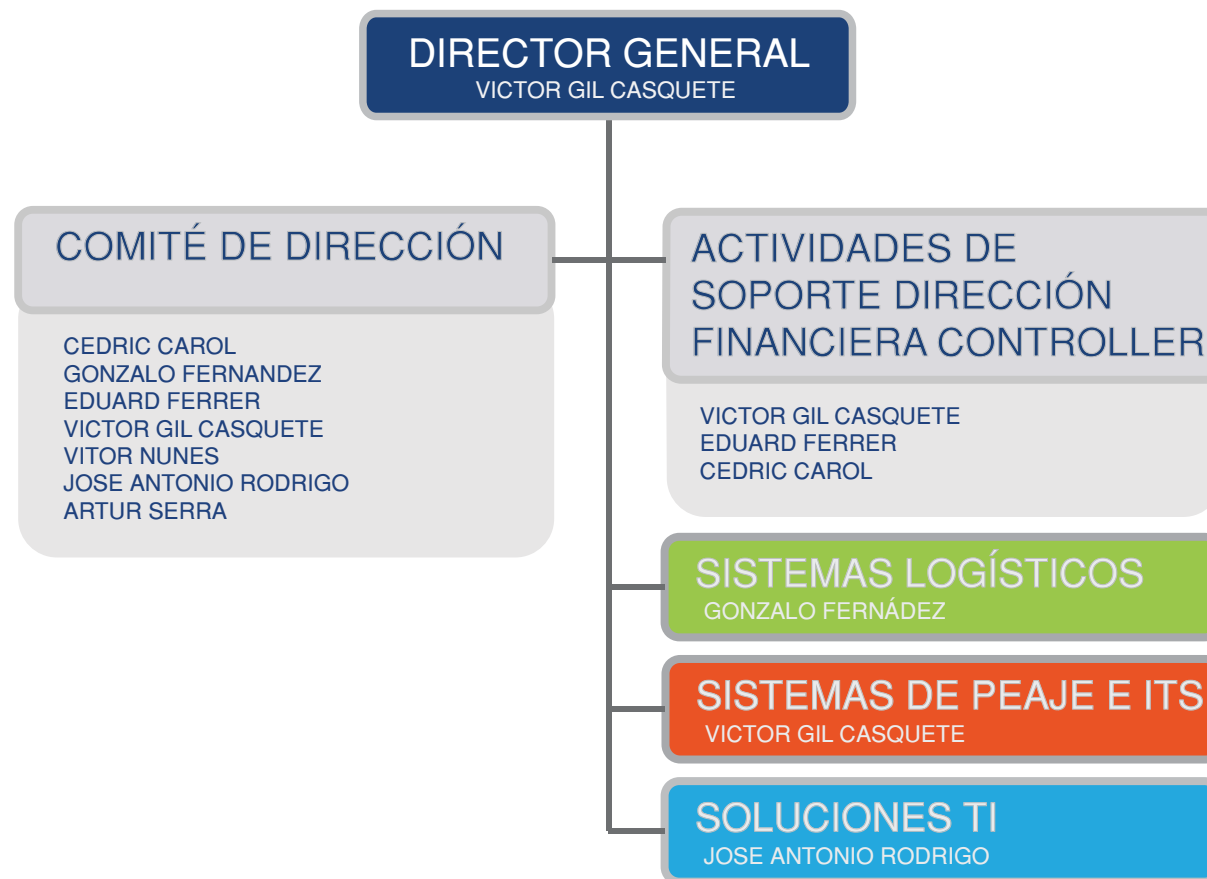 DIRECTOR GENERAL
VICTOR GIL CASQUETE
COMITÉ DE DIRECCIÓN
CEDRIC CAROL
GONZALO FERNANDEZ
EDUARD FERRER
VICTOR GIL CASQUETE
VITOR NUNES
JOSE ANTONIO RODRIGO
ARTUR SERRA
ACTIVIDADES DE
SOPORTE DIRECCIÓN
FINANCIERA CONTROLLER
VICTOR GIL CASQUETE
EDUARD FERRER
CEDRIC CAROL
SISTEMAS LOGÍSTICOS
GONZALO FERNÁDEZ
SISTEMAS DE PEAJE E ITS
VICTOR GIL CASQUETE
SOLUCIONES TI
JOSE ANTONIO RODRIGO